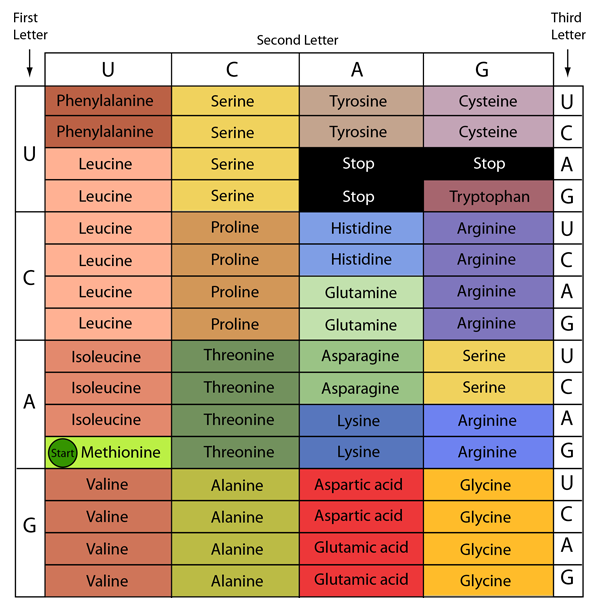 First
Letter
Second Letter
Third
Letter
U C A G
U
Phenylalanine Serine Tyrosine Cysteine U
Phenylalanine Serine Tyrosine Cysteine C
Leucine Serine Stop Stop A
Leucine Serine Stop Tryptophan G
C
Leucine Proline Histidine Arginine U
Leucine Proline Histidine Arginine C
Leucine Proline Glutamine Arginine A
Leucine Proline Glutamine Arginine G
A
Isoleucine Threonine Asparagine Serine U
Isoleucine Threonine Asparagine Serine C
Isoleucine Threonine Lysine Arginine A
Start Methionine Threonine Lysine Arginine G
G
Valine Alanine Aspartic acid Glycine U
Valine Alanine Aspartic acid Glycine C
Valine Alanine Glutamic acid Glycine A
Valine Alanine Glutamic acid Glycine G